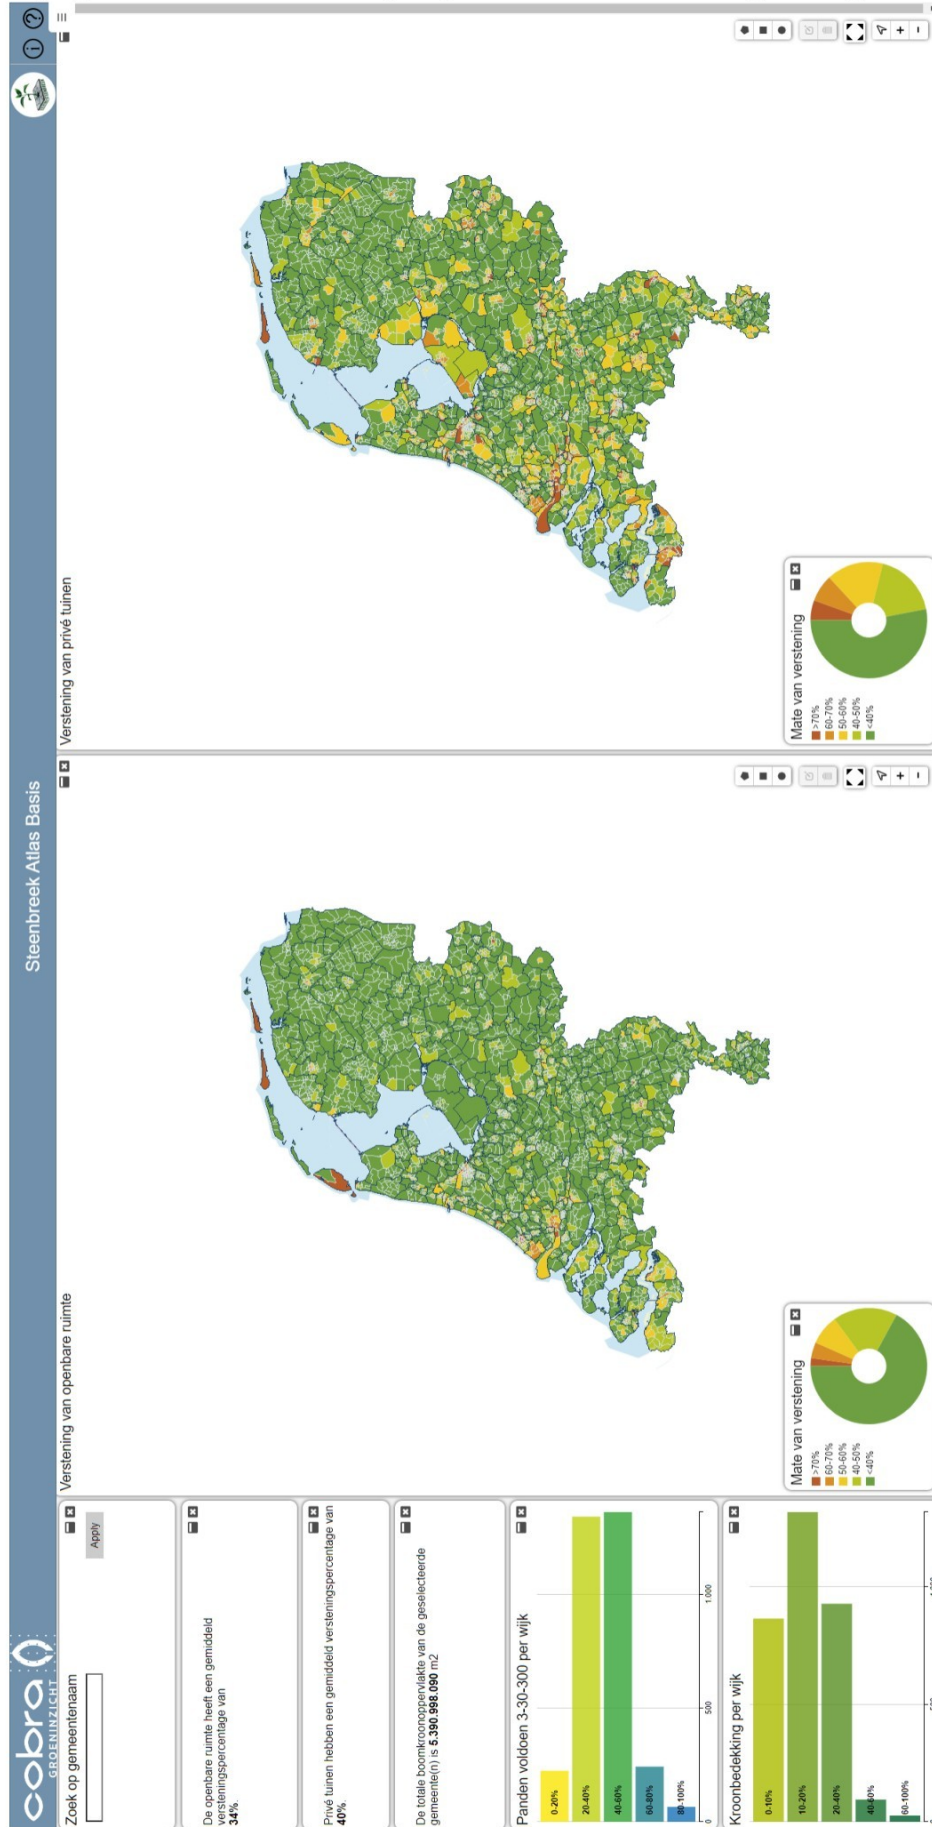 cobra
GROENINZICHT
Steenbreek Atlas Basis
Zoek op gemeentenaam
Apply
De openbare ruimte heeft een gemiddeld
versteningspercentage van
34%.
Privé tuinen hebben een gemiddeld versteningspercentage van
40%.
De totale boomkroonoppervlakte van de geselecteerde
gemeente(n) is 5.390.998.090 m2
Panden voldoen 3-30-300 per wijk
0-20%
20-40%
40-60%
60-80%
80-100%
0
500
1.000
Kroonbedekking per wijk
0-10%
10-20%
20-40%
40-60%
60-100%
Verstening van openbare ruimte
Mate van verstening
>70%
60-70%
50-60%
40-50%
<40%
Verstening van privé tuinen
Mate van verstening
>70%
60-70%
50-60%
40-50%
<40%